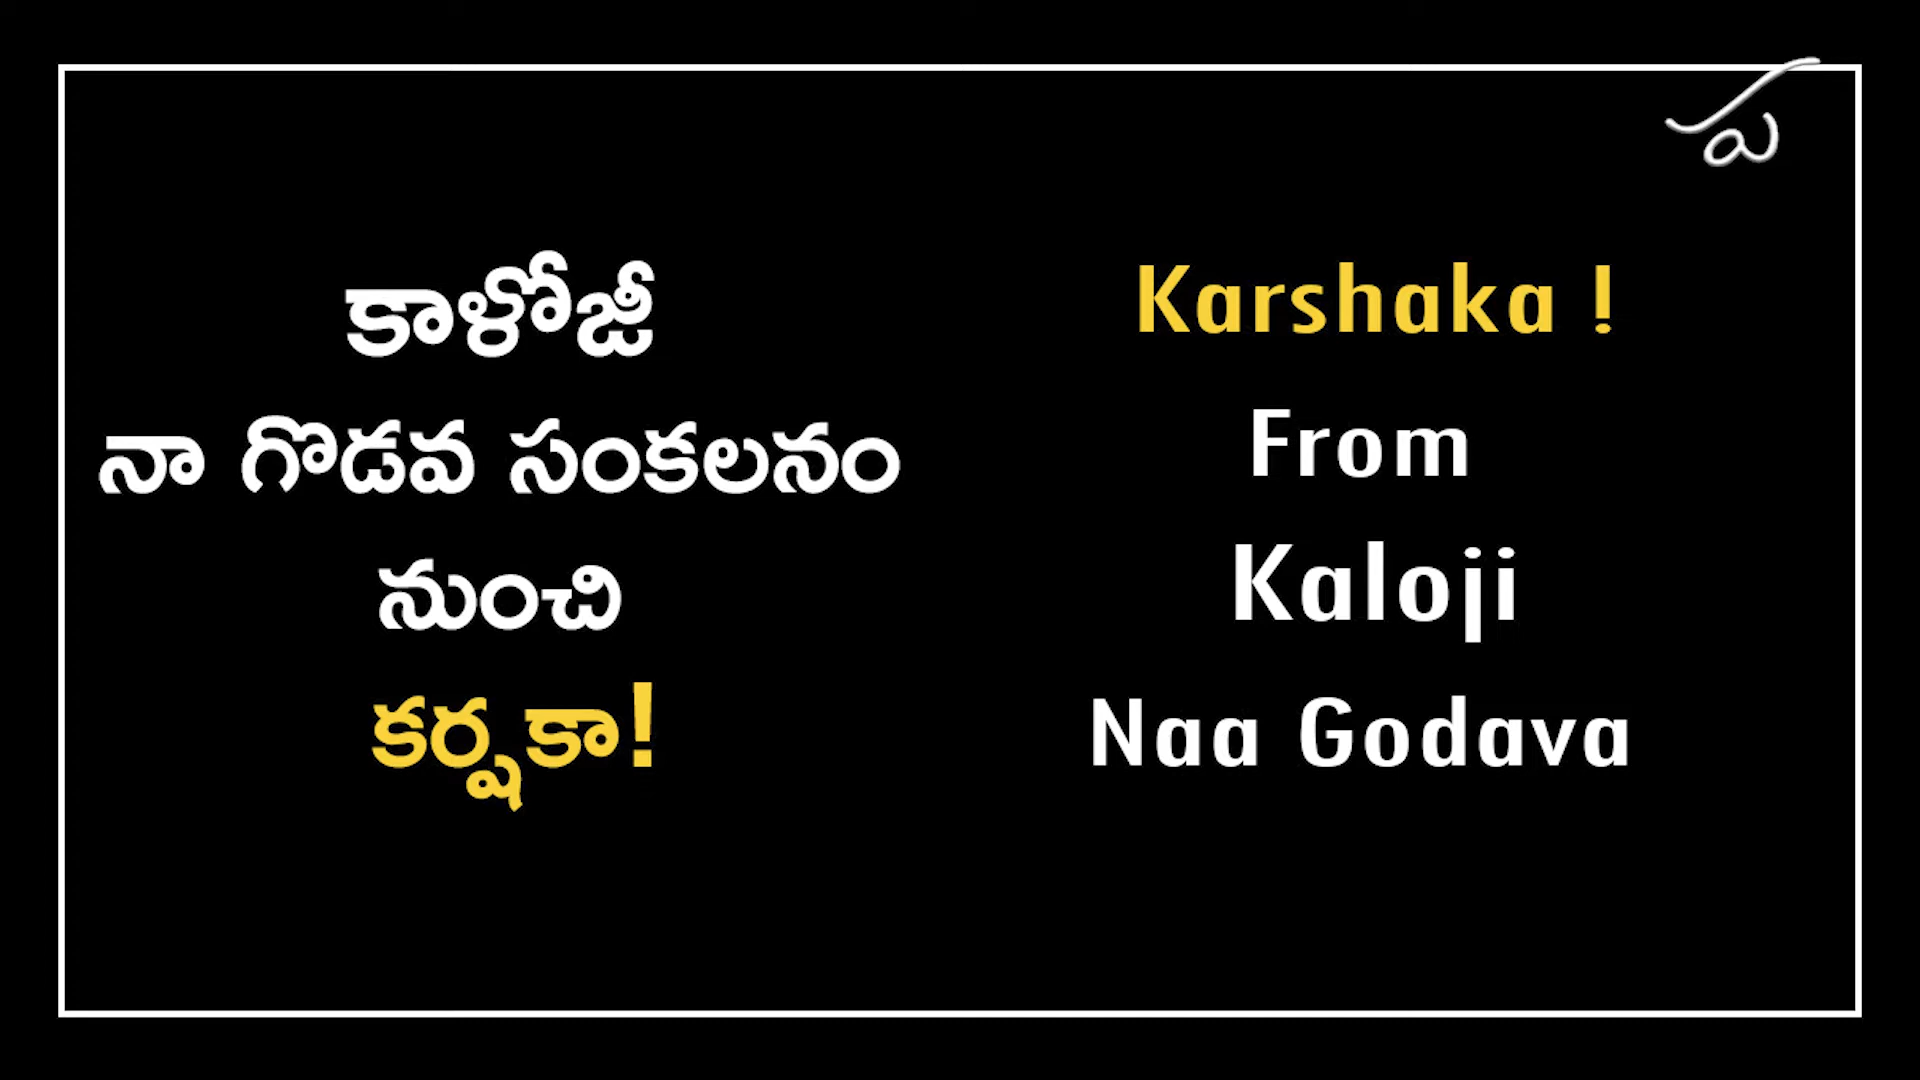 ప
కాళోజీ
నా గొడవ సంకలనం
నుంచి
కర్షకా!
Karshaka !
From
Kaloji
Naa Godava